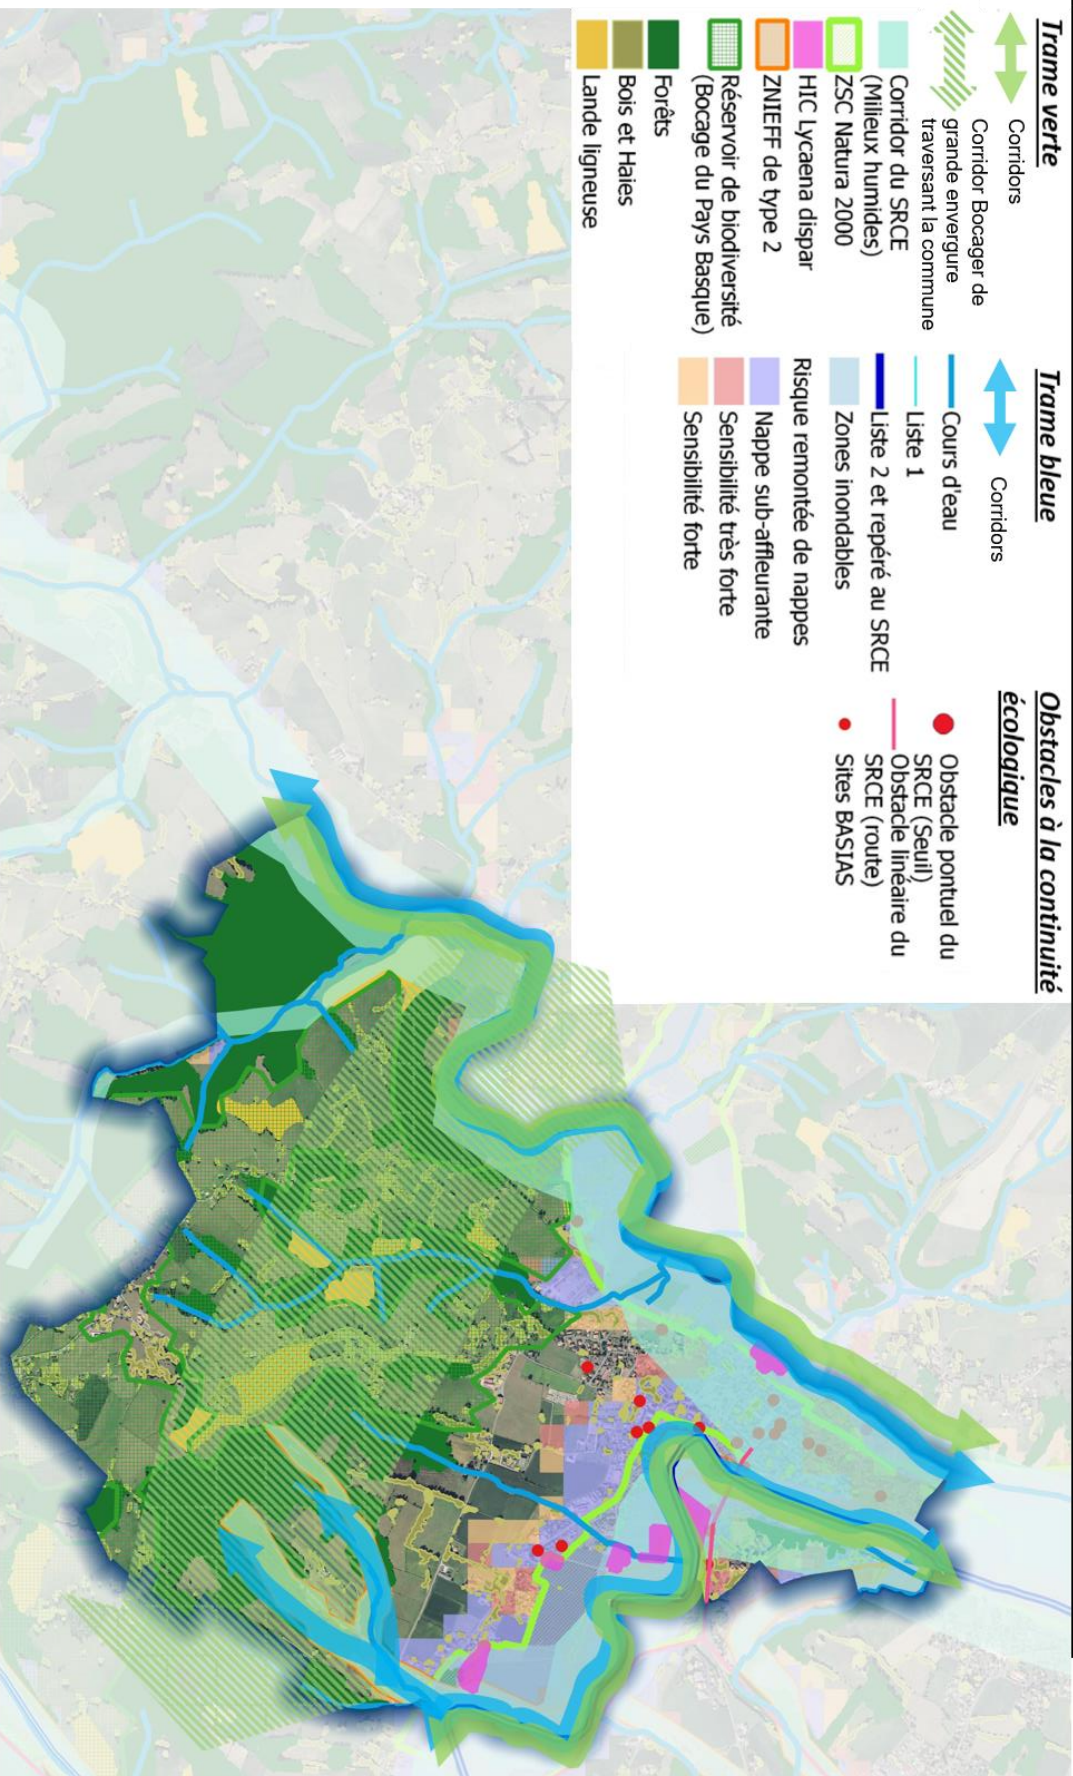 Trame verte
Corridors
Corridor Bocager de
grande envergure
traversant la commune
Corridor du SRCE
(Milieux humides)
ZSC Natura 2000
HIC Lycaena dispar
ZNIEFF de type 2
Réservoir de biodiversité
(Bocage du Pays Basque)
Forêts
Bois et Haies
Lande ligneuse
Trame bleue
Corridors
Cours d'eau
Liste 1
Liste 2 et repéré au SRCE
Zones inondables
Risque remontée de nappes
Nappe sub-affleurante
Sensibilité très forte
Sensibilité forte
Obstacles à la continuité
écologique
Obstacle pontuel du
SRCE (Seuil)
Obstacle linéaire du
SRCE (route)
Sites BASIAS